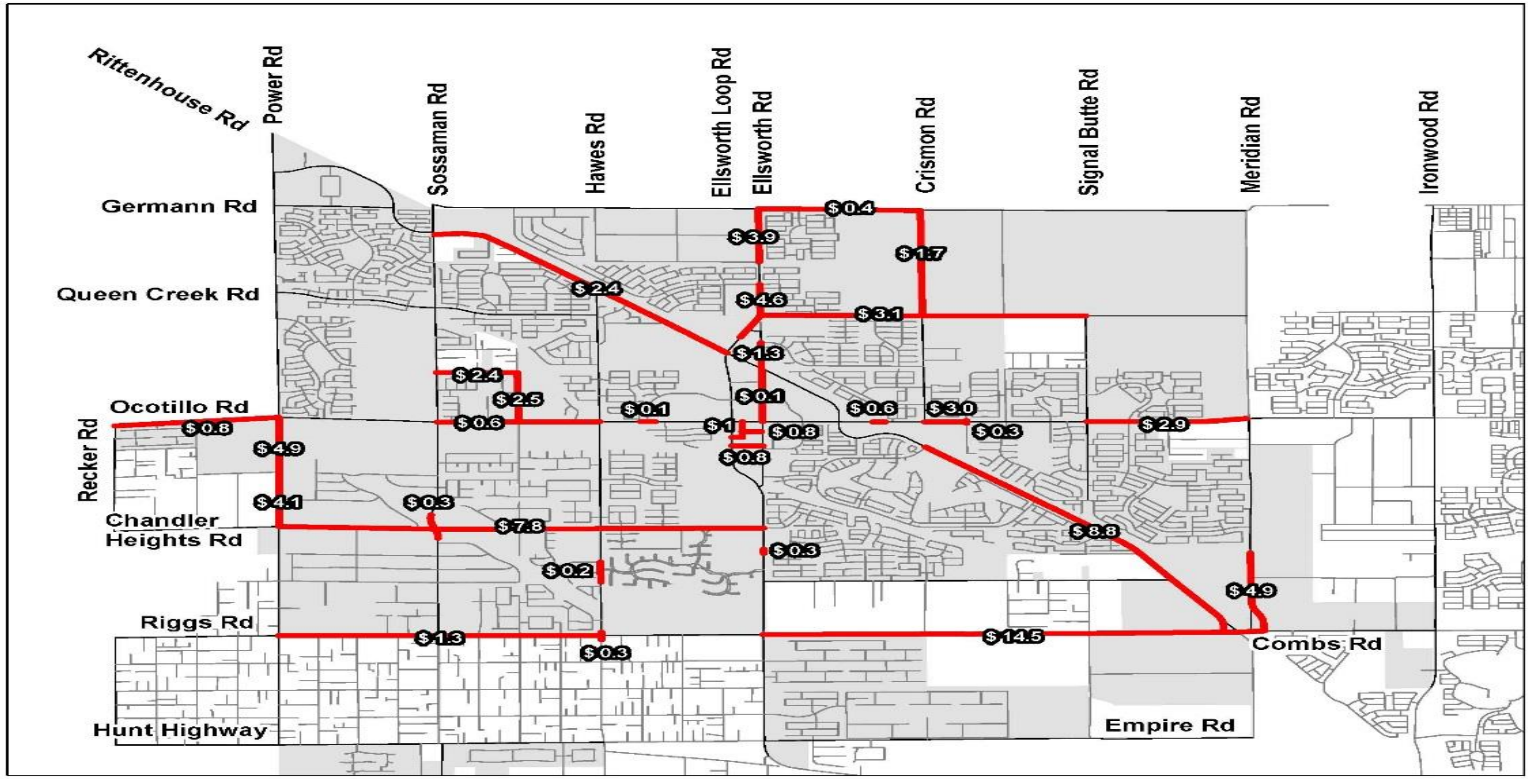 Rittenhouse Rd
Power Rd
Sossaman Rd
Hawes Rd
Ellsworth Loop Rd
Ellsworth Rd
Crismon Rd
Signal Butte Rd
Meridian Rd
Ironwood Rd
Germann Rd
$ 0.4
$ 3.9
$ 1.7
Queen Creek Rd
$ 2.4
$ 4.6
$ 3.1
$ 1.3
$ 2.4
$ 2.5
$ 0.1
Ocotillo Rd
$ 0.8
$ 0.6
$ 0.1
$ 1
$ 0.8
$ 0.6
$ 3.0
$ 0.3
$ 2.9
Recker Rd
$ 4.9
$ 0.8
$ 4.1
$ 0.3
Chandler
Heights Rd
$ 7.8
$ 8.8
$ 0.3
$ 0.2
$ 4.9
Riggs Rd
$ 1.3
$ 0.3
$ 14.5
Combs Rd
Hunt Highway
Empire Rd